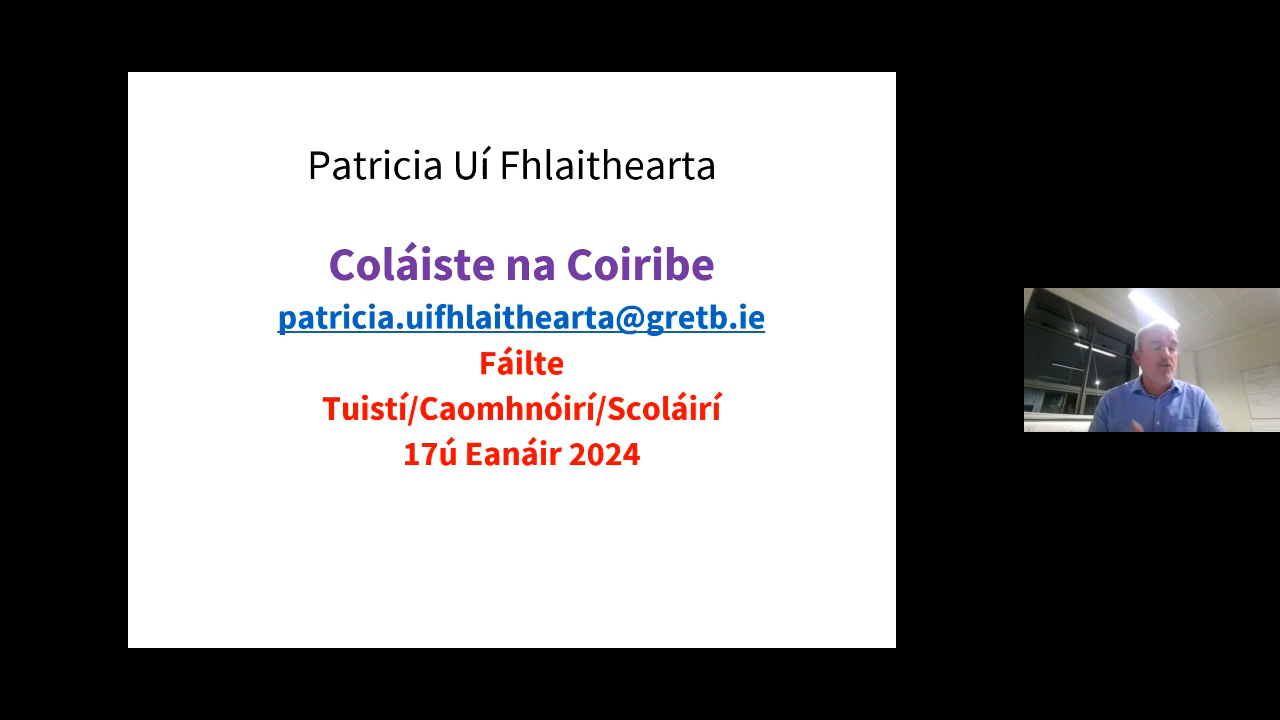 Patricia Uí Fhlaithearta
Coláiste na Coiribe
patricia.uifhlaithearta@gretb.ie
Fáilte
Tuistí/Caomhnóirí/Scoláirí
17ú Eanáir 2024